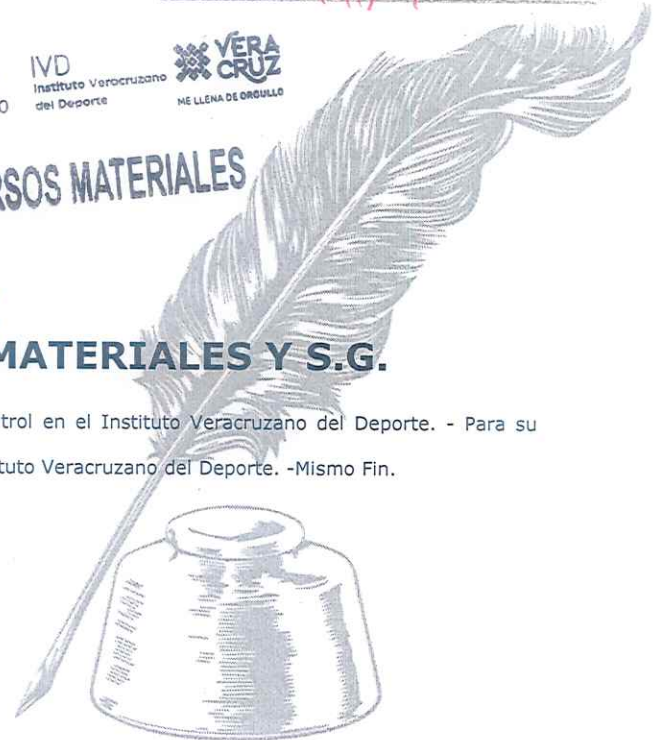 IVD
Instituto Veracruzano
del Deporte
VERA
CRUZ
ME LLENA DE ORGULLO
O
RSOS MATERIALES
MATERIALES Y S.G.
trol en el Instituto Veracruzano del Deporte. - Para su
tuto Veracruzano del Deporte. -Mismo Fin.